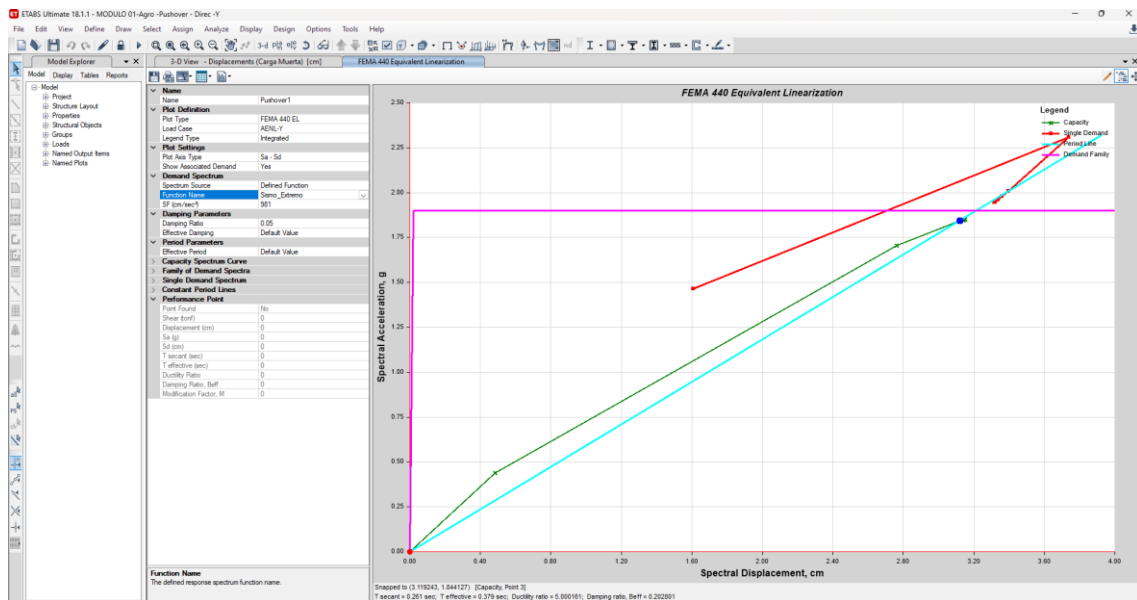 ETABS Ultimate 18.1.1 - MODULO 01-Agro -Pushover - Direc -Y
File Edit View Define Draw Select Assign Analyze Display Design Options Tools Help
Model Explorer
3-D View - Displacements (Carga Muerta) [cm]
FEMA 440 Equivalent Linearization
Model Display Tables Reports
Model
Project
Structure Layout
Properties
Structural Objects
Groups
Loads
Named Output Items
Named Plots
Name
Name Pushover1
Plot Definition
Plot Type FEMA 440 EL
Load Case AENL-Y
Legend Type Integrated
Plot Settings
Plot Axis Type Sa - Sd
Show Associated Demand Yes
Demand Spectrum
Spectrum Source Defined Function
Function Name Sismo_Extremo
SF (cm/sec²) 981
Damping Parameters
Damping Ratio 0.05
Effective Damping Default Value
Period Parameters
Effective Period Default Value
Capacity Spectrum Curve
Family of Demand Spectra
Single Demand Spectrum
Constant Period Lines
Performance Point
Point Found No
Shear (tonf) 0
Displacement (cm) 0
Sa (g) 0
Sd (cm) 0
T secant (sec) 0
T effective (sec) 0
Ductility Ratio 0
Damping Ratio, Beff 0
Modification Factor, M 0
Function Name
The defined response spectrum function name.
FEMA 440 Equivalent Linearization
Legend
Capacity
Single Demand
Period Line
Demand Family
Spectral Acceleration, g
2.50
2.25
2.00
1.75
1.50
1.25
1.00
0.75
0.50
0.25
0.00
0.00 0.40 0.80 1.20 1.60 2.00 2.40 2.80 3.20 3.60 4.00
Spectral Displacement, cm
Snapped to (3.119243, 1.844127) [Capacity, Point 3]
T secant = 0.261 sec; T effective = 0.379 sec; Ductility ratio = 5.000161; Damping ratio, Beff = 0.202801